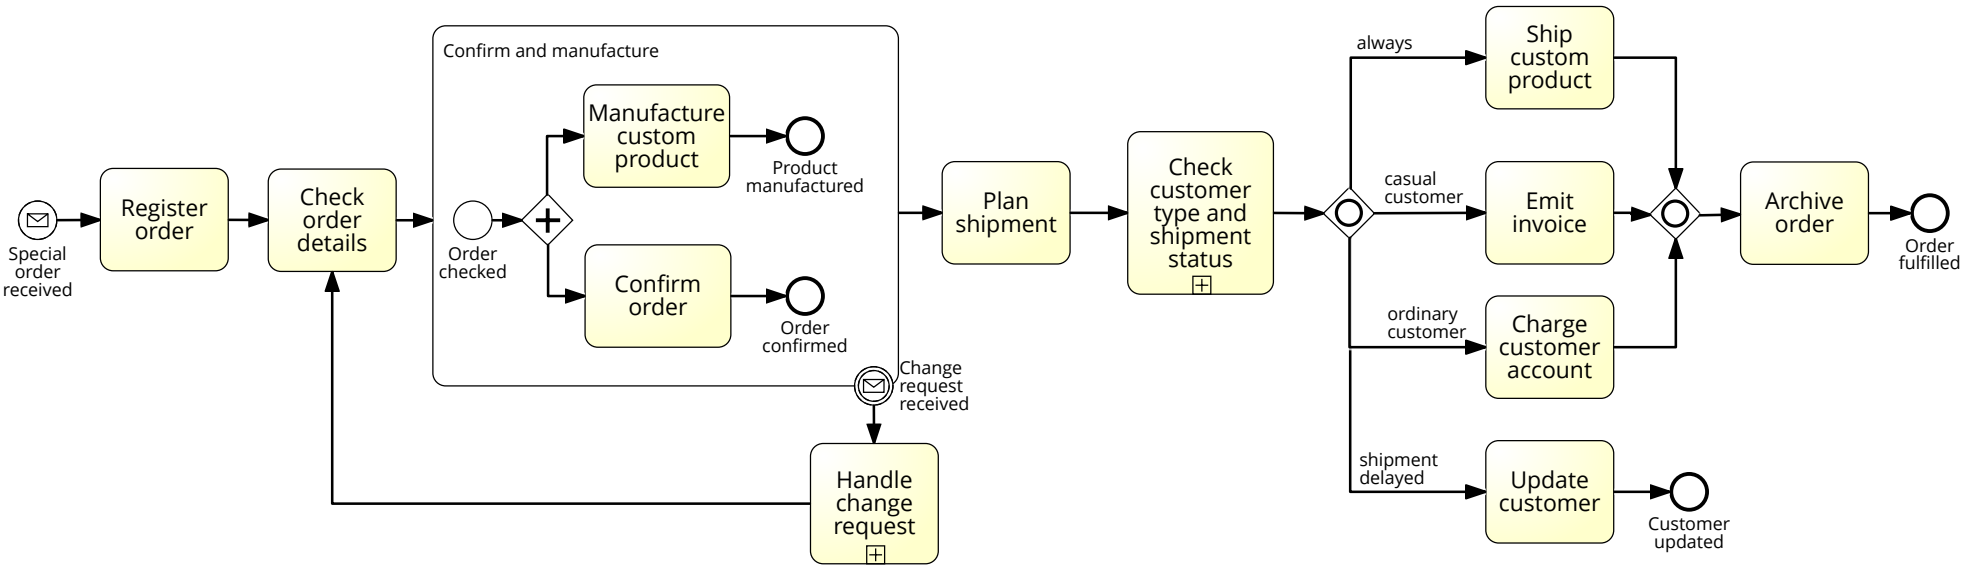 Special
order
received
Register
order
Check
order
details
Confirm and manufacture
Order
checked
Manufacture
custom
product
Product
manufactured
Confirm
order
Order
confirmed
Change
request
received
Handle
change
request
Plan
shipment
Check
customer
type and
shipment
status
always
Ship
custom
product
casual
customer
Emit
invoice
ordinary
customer
Charge
customer
account
shipment
delayed
Update
customer
Customer
updated
Archive
order
Order
fulfilled